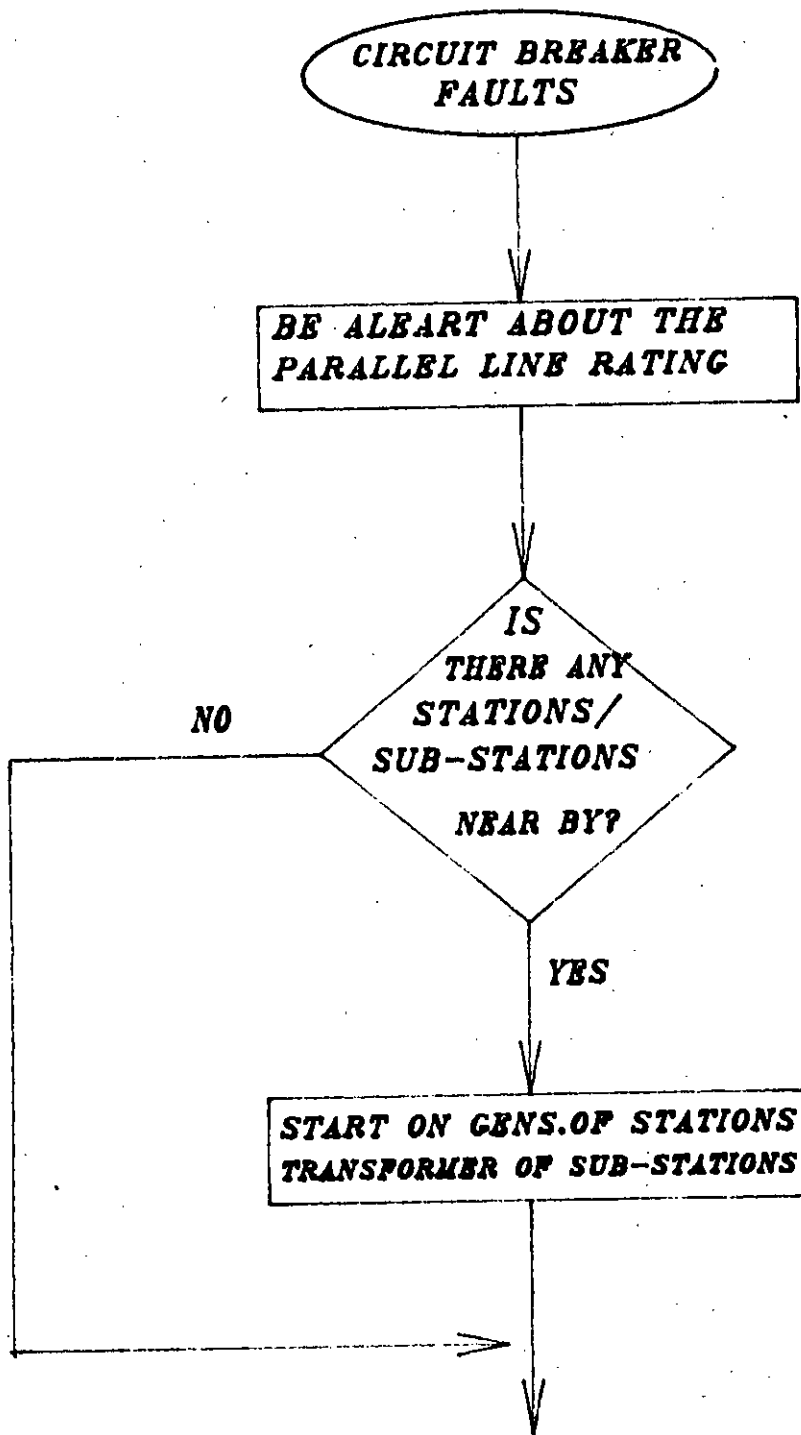 CIRCUIT BREAKER
FAULTS
BE ALEART ABOUT THE
PARALLEL LINE RATING
IS
THERE ANY
STATIONS/
SUB-STATIONS
NEAR BY?
NO
YES
START ON GENS.OF STATIONS
TRANSFORMER OF SUB-STATIONS